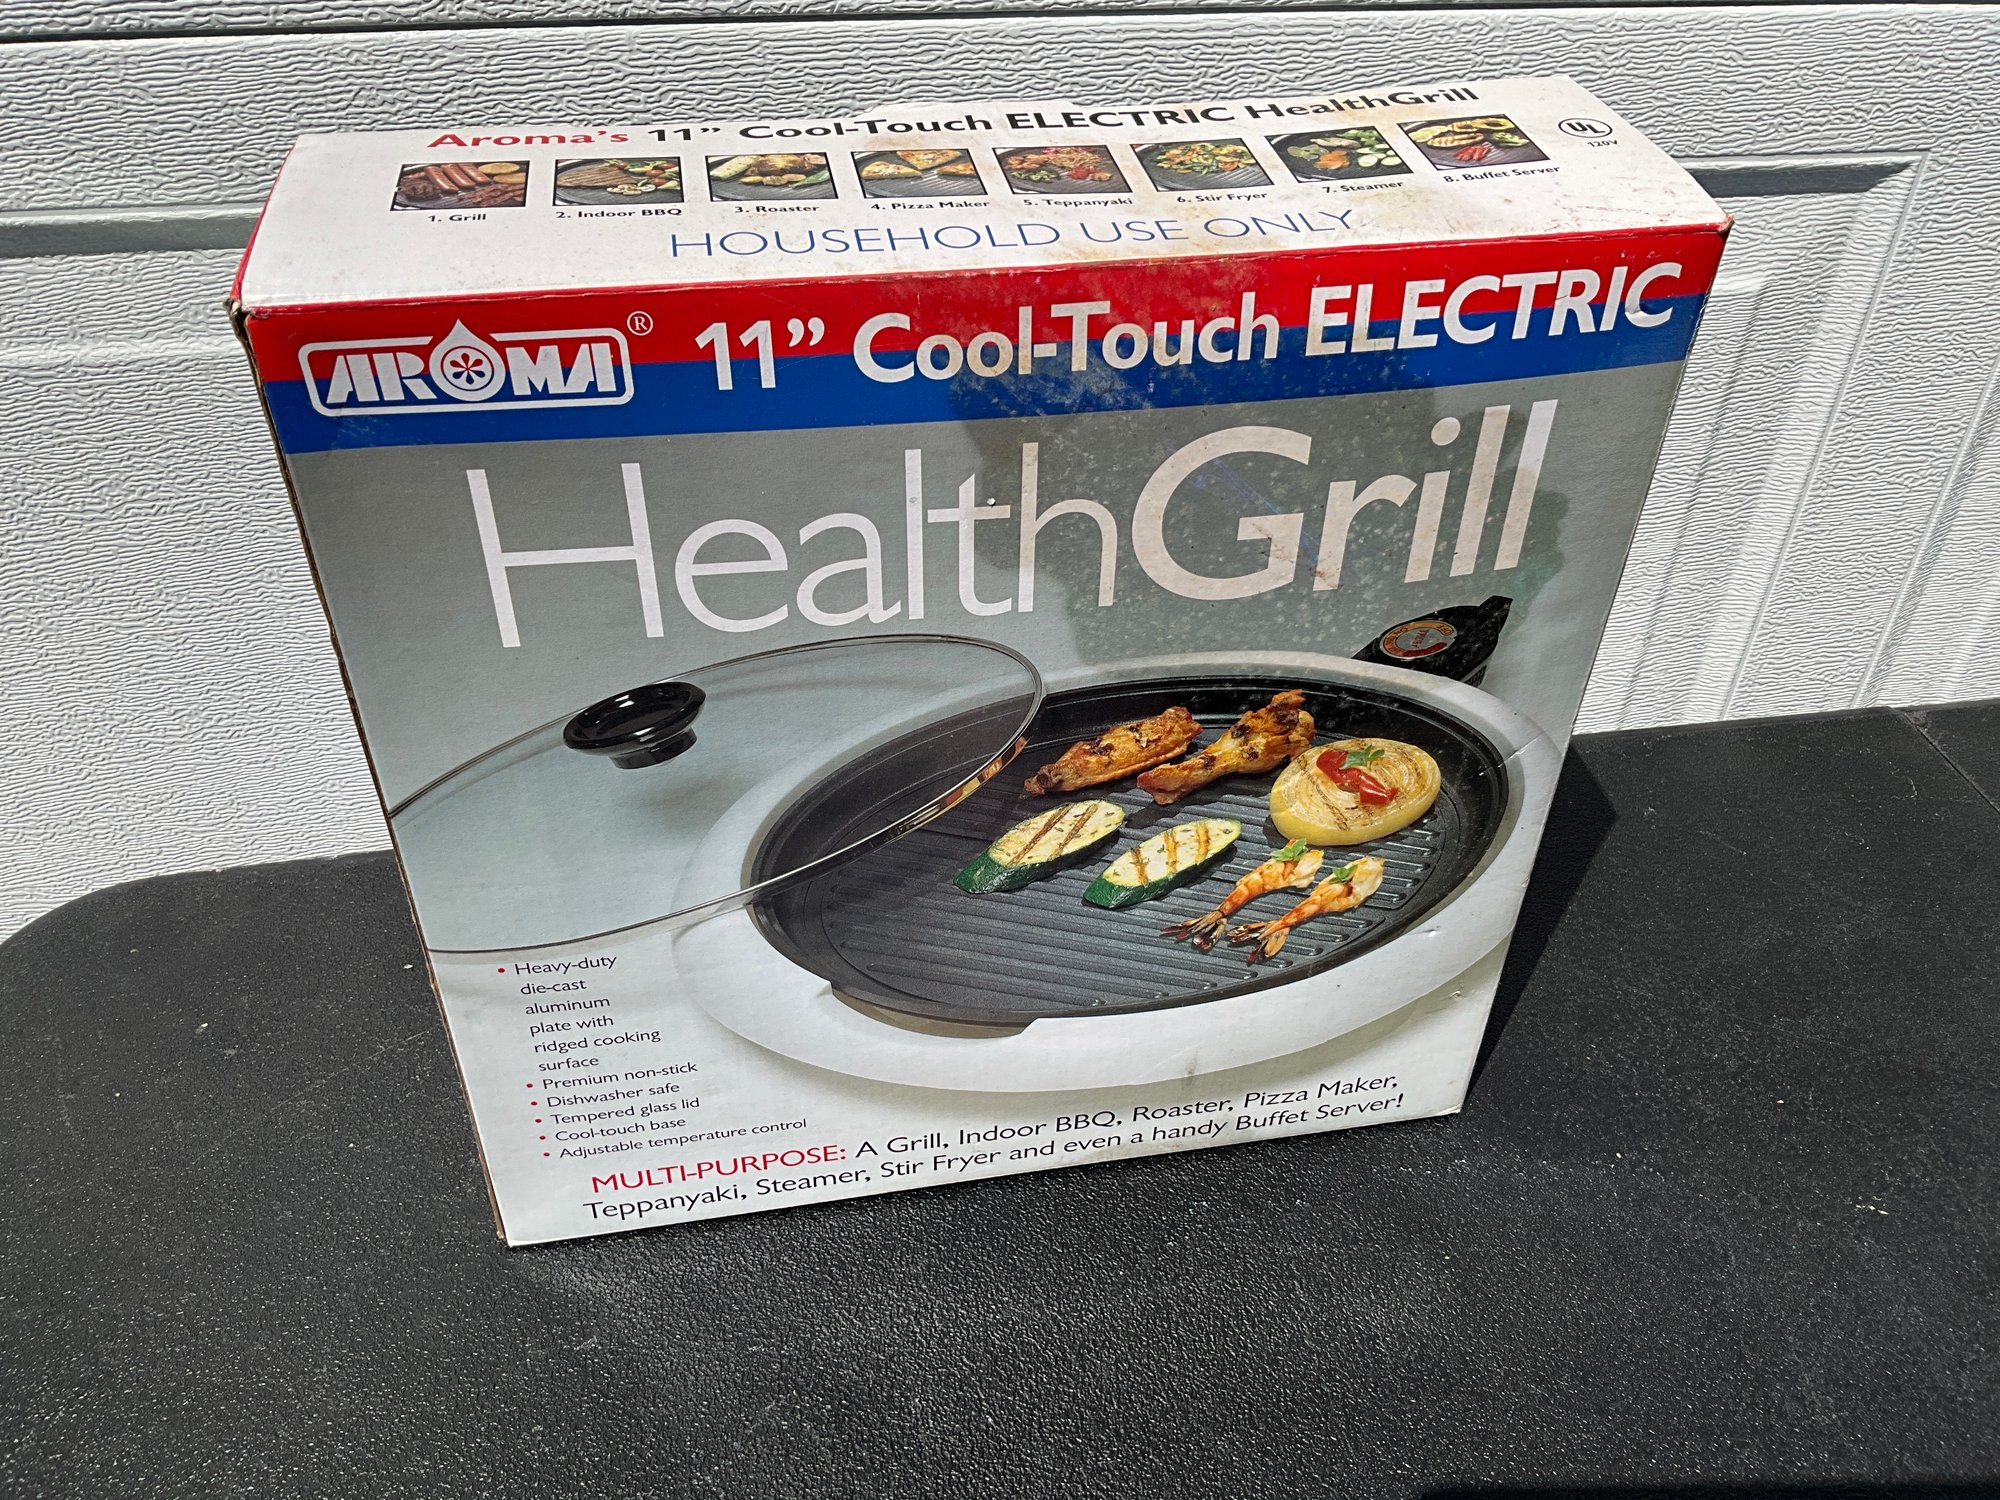 Aroma's 11" Cool-Touch ELECTRIC HealthGrill
1. Grill
2. Indoor BBQ
3. Roaster
4. Pizza Maker
5. Teppanyaki
6. Stir Fryer
7. Steamer
8. Buffet Server
UL
120V
HOUSEHOLD USE ONLY
AROMA® 11" Cool-Touch ELECTRIC
HealthGrill
• Heavy-duty
die-cast
aluminum
plate with
ridged cooking
surface
• Premium non-stick
• Dishwasher safe
• Tempered glass lid
• Cool-touch base
• Adjustable temperature control
MULTI-PURPOSE: A Grill, Indoor BBQ, Roaster, Pizza Maker,
Teppanyaki, Steamer, Stir Fryer and even a handy Buffet Server!